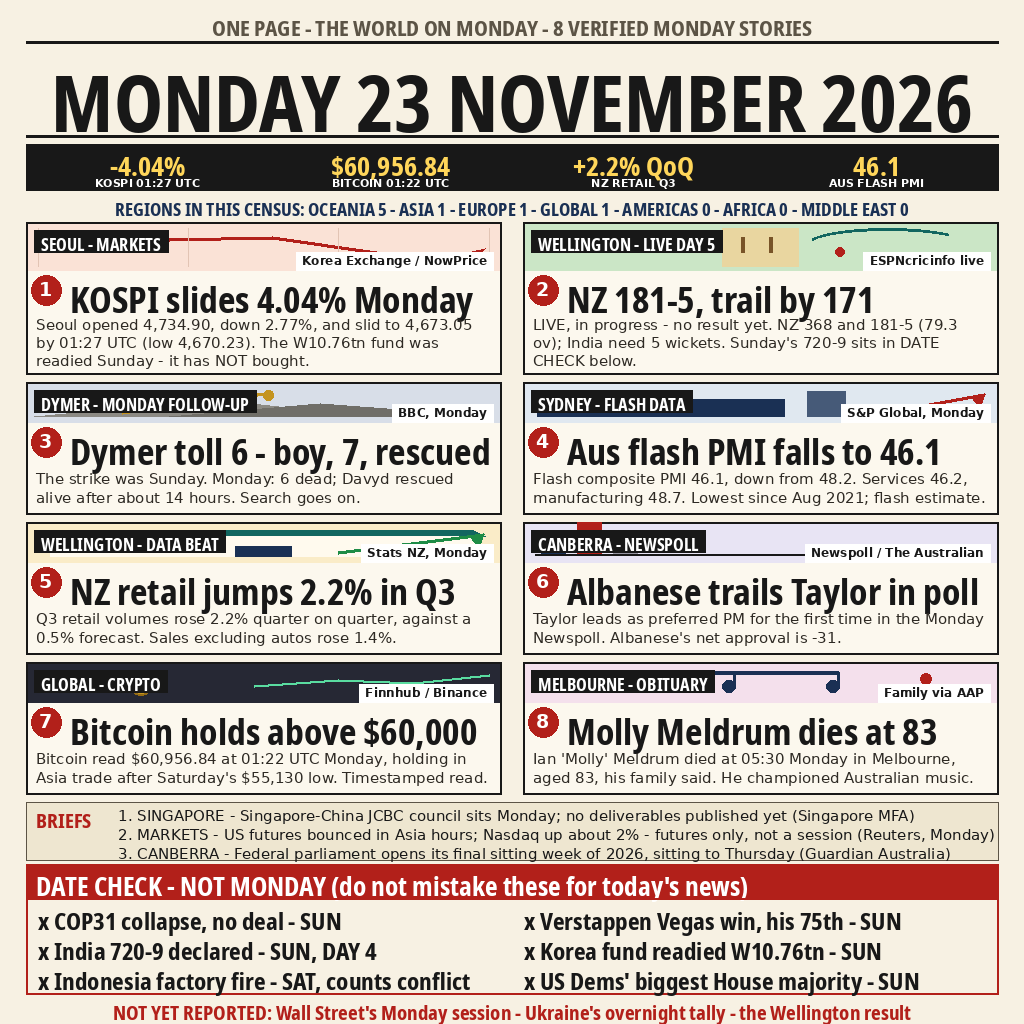 ONE PAGE - THE WORLD ON MONDAY - 8 VERIFIED MONDAY STORIES
MONDAY 23 NOVEMBER 2026
-4.04%
KOSPI 01:27 UTC
$60,956.84
BITCOIN 01:22 UTC
+2.2% QoQ
NZ RETAIL Q3
46.1
AUS FLASH PMI
REGIONS IN THIS CENSUS: OCEANIA 5 - ASIA 1 - EUROPE 1 - GLOBAL 1 - AMERICAS 0 - AFRICA 0 - MIDDLE EAST 0
SEOUL - MARKETS
Korea Exchange / NowPrice
1
KOSPI slides 4.04% Monday
Seoul opened 4,734.90, down 2.77%, and slid to 4,673.05
by 01:27 UTC (low 4,670.23). The W10.76tn fund was
readied Sunday - it has NOT bought.
WELLINGTON - LIVE DAY 5
ESPNcricinfo live
2
NZ 181-5, trail by 171
LIVE, in progress - no result yet. NZ 368 and 181-5 (79.3
ov); India need 5 wickets. Sunday's 720-9 sits in DATE
CHECK below.
DYMER - MONDAY FOLLOW-UP
BBC, Monday
3
Dymer toll 6 - boy, 7, rescued
The strike was Sunday. Monday: 6 dead; Davyd rescued
alive after about 14 hours. Search goes on.
SYDNEY - FLASH DATA
S&P Global, Monday
4
Aus flash PMI falls to 46.1
Flash composite PMI 46.1, down from 48.2. Services 46.2,
manufacturing 48.7. Lowest since Aug 2021; flash estimate.
WELLINGTON - DATA BEAT
Stats NZ, Monday
5
NZ retail jumps 2.2% in Q3
Q3 retail volumes rose 2.2% quarter on quarter, against a
0.5% forecast. Sales excluding autos rose 1.4%.
CANBERRA - NEWSPOLL
Newspoll / The Australian
6
Albanese trails Taylor in poll
Taylor leads as preferred PM for the first time in the Monday
Newspoll. Albanese's net approval is -31.
GLOBAL - CRYPTO
Finnhub / Binance
7
Bitcoin holds above $60,000
Bitcoin read $60,956.84 at 01:22 UTC Monday, holding in
Asia trade after Saturday's $55,130 low. Timestamped read.
MELBOURNE - OBITUARY
Family via AAP
8
Molly Meldrum dies at 83
Ian 'Molly' Meldrum died at 05:30 Monday in Melbourne,
aged 83, his family said. He championed Australian music.
BRIEFS
1. SINGAPORE - Singapore-China JCBC council sits Monday; no deliverables published yet (Singapore MFA)
2. MARKETS - US futures bounced in Asia hours; Nasdaq up about 2% - futures only, not a session (Reuters, Monday)
3. CANBERRA - Federal parliament opens its final sitting week of 2026, sitting to Thursday (Guardian Australia)
DATE CHECK - NOT MONDAY (do not mistake these for today's news)
x COP31 collapse, no deal - SUN
x Verstappen Vegas win, his 75th - SUN
x India 720-9 declared - SUN, DAY 4
x Korea fund readied W10.76tn - SUN
x Indonesia factory fire - SAT, counts conflict
x US Dems' biggest House majority - SUN
NOT YET REPORTED: Wall Street's Monday session - Ukraine's overnight tally - the Wellington result